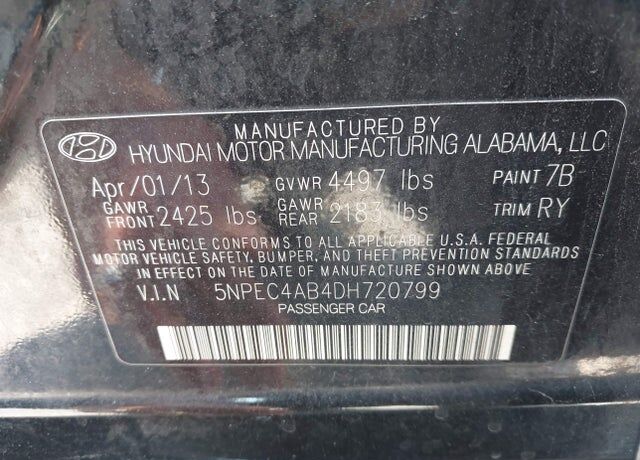 MANUFACTURED BY
HYUNDAI MOTOR MANUFACTURING ALABAMA, LLC
Apr/01/13 GVWR 4497 lbs PAINT 7B
GAWR FRONT 2425 lbs GAWR REAR 2183 lbs TRIM RY
THIS VEHICLE CONFORMS TO ALL APPLICABLE U.S.A. FEDERAL
MOTOR VEHICLE SAFETY, BUMPER, AND THEFT PREVENTION STANDARDS
IN EFFECT ON THE DATE OF MANUFACTURE SHOWN ABOVE
V.I.N 5NPEC4AB4DH720799
PASSENGER CAR